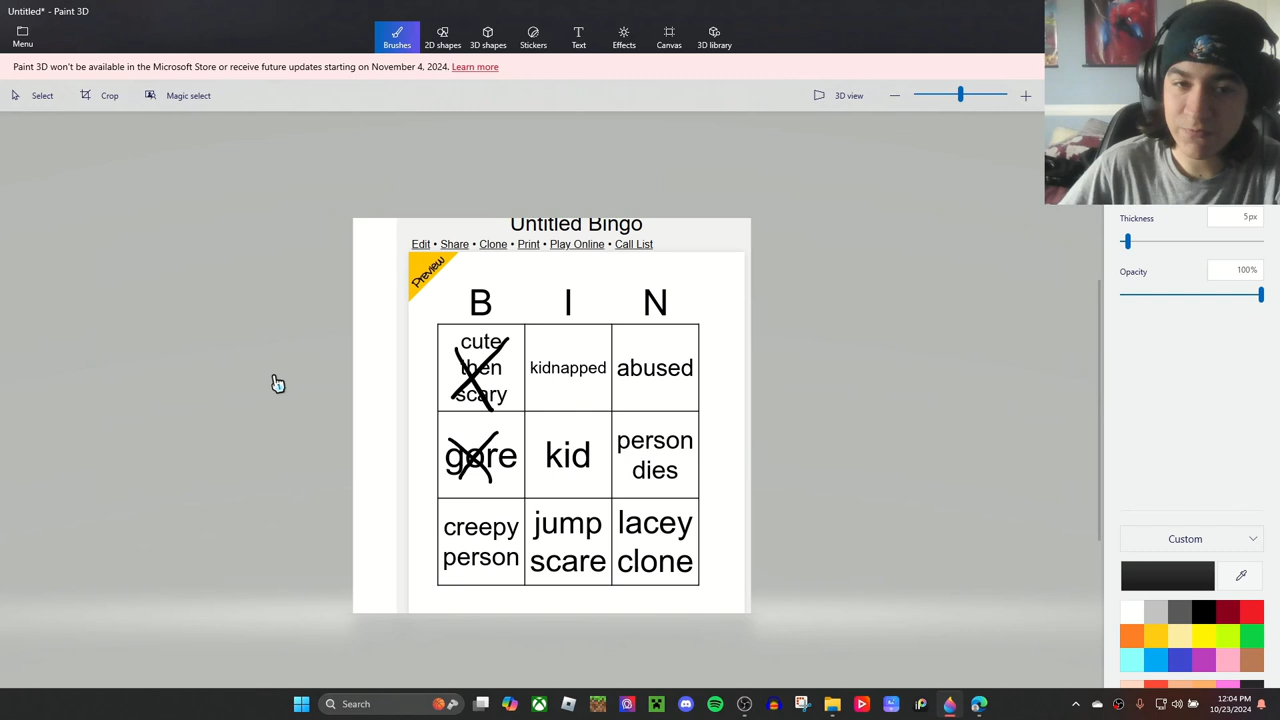 Untitled* - Paint 3D
Menu
Brushes
2D shapes
3D shapes
Stickers
Text
Effects
Canvas
3D library
Paint 3D won't be available in the Microsoft Store or receive future updates starting on November 4, 2024. Learn more
Select
Crop
Magic select
3D view
Thickness
5px
Opacity
100%
Untitled Bingo
Edit • Share • Clone • Print • Play Online • Call List
Preview
B I N
cute
then
scary
kidnapped
abused
gore
kid
person
dies
creepy
person
jump
scare
lacey
clone
Custom
Search
12:04 PM
10/23/2024